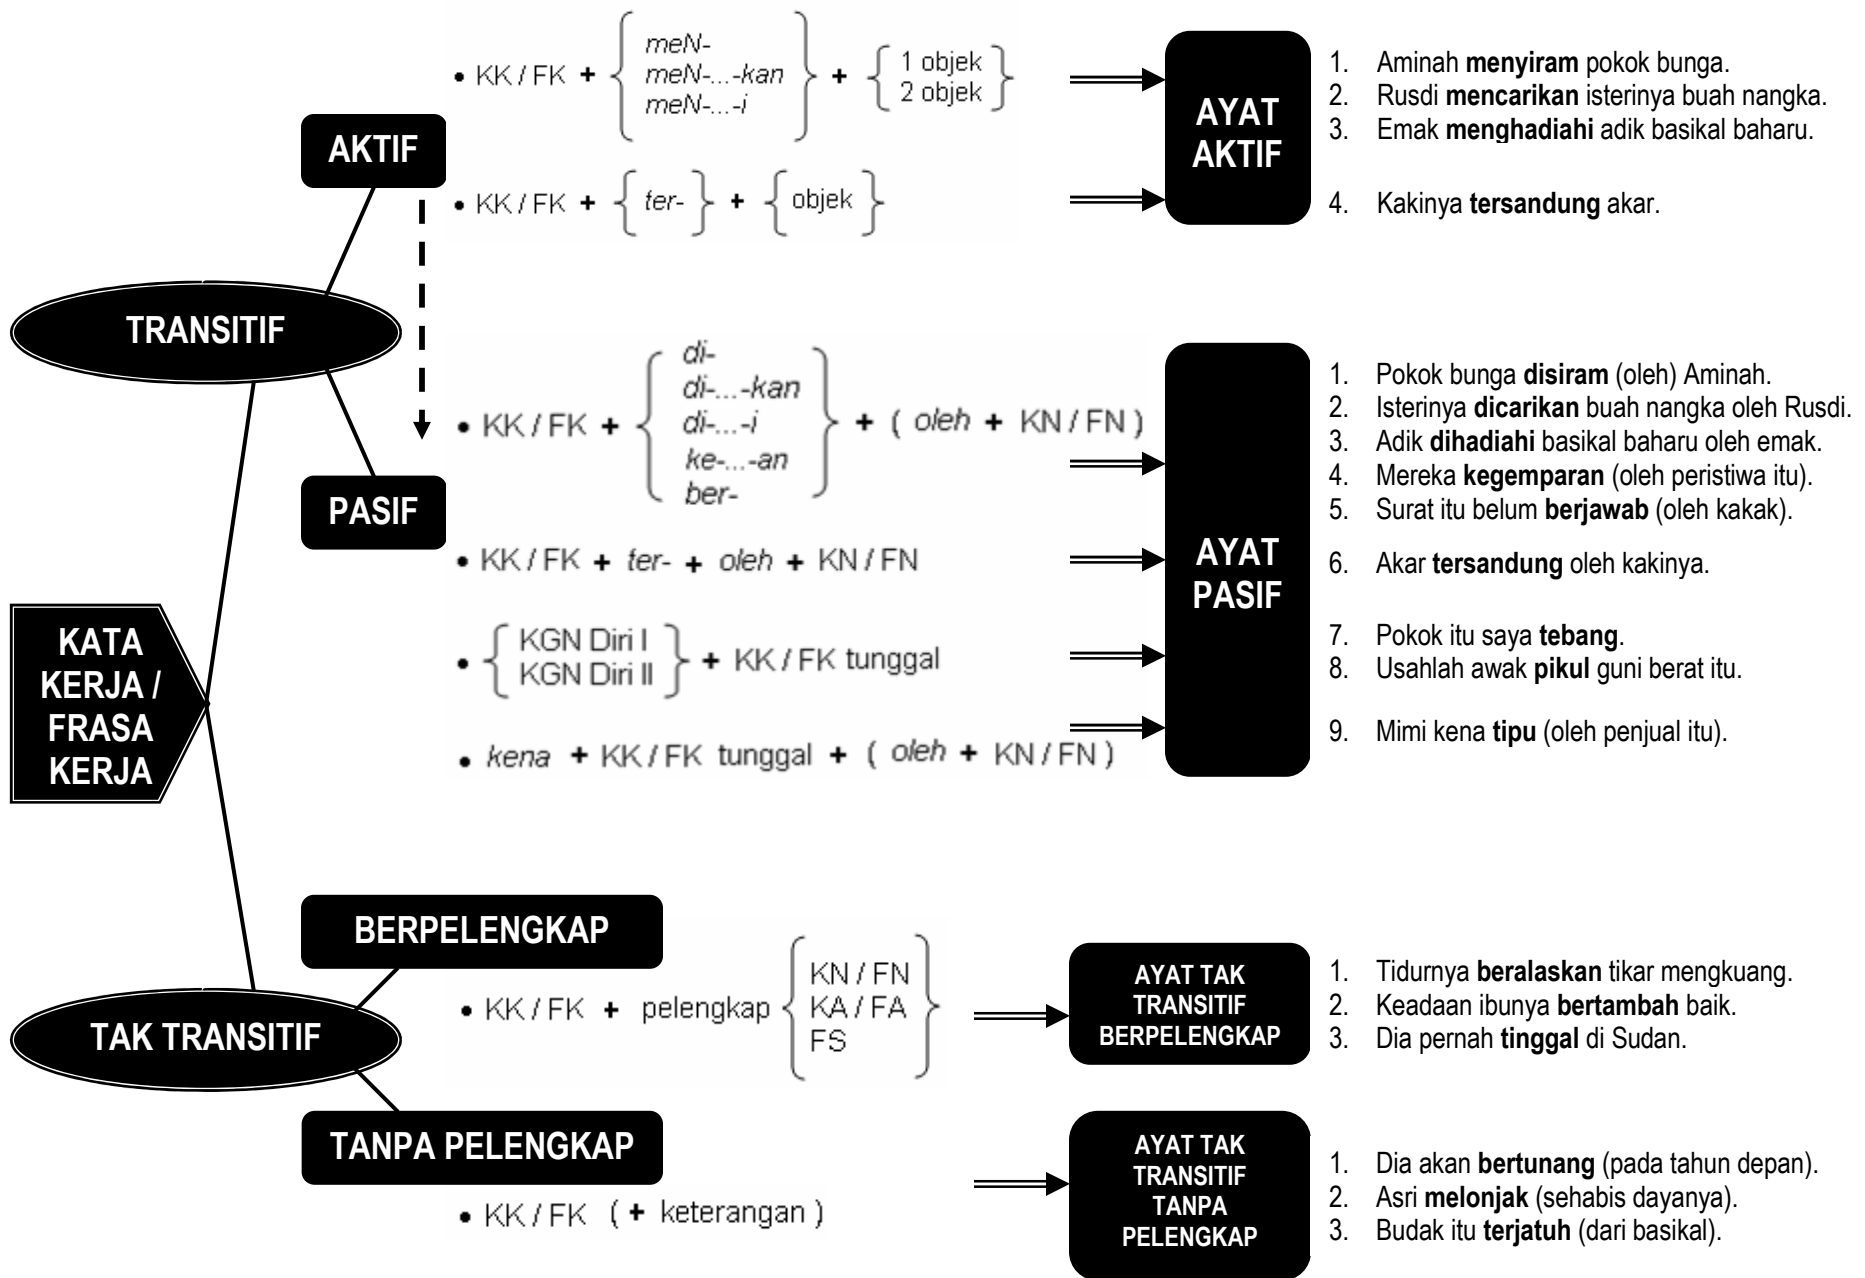 • KK / FK + { meN-
meN-...-kan
meN-...-i } + { 1 objek
2 objek }
AKTIF
• KK / FK + { ter- } + { objek }
AYAT
AKTIF
1. Aminah menyiram pokok bunga.
2. Rusdi mencarikan isterinya buah nangka.
3. Emak menghadiahi adik basikal baharu.
4. Kakinya tersandung akar.
TRANSITIF
• KK / FK + { di-
di-...-kan
di-...-i
ke-...-an
ber- } + ( oleh + KN / FN )
PASIF
• KK / FK + ter- + oleh + KN / FN
• { KGN Diri I
KGN Diri II } + KK / FK tunggal
• kena + KK / FK tunggal + ( oleh + KN / FN )
AYAT
PASIF
1. Pokok bunga disiram (oleh) Aminah.
2. Isterinya dicarikan buah nangka oleh Rusdi.
3. Adik dihadiahi basikal baharu oleh emak.
4. Mereka kegemparan (oleh peristiwa itu).
5. Surat itu belum berjawab (oleh kakak).
6. Akar tersandung oleh kakinya.
7. Pokok itu saya tebang.
8. Usahlah awak pikul guni berat itu.
9. Mimi kena tipu (oleh penjual itu).
KATA
KERJA /
FRASA
KERJA
BERPELENGKAP
• KK / FK + pelengkap { KN / FN
KA / FA
FS }
AYAT TAK
TRANSITIF
BERPELENGKAP
1. Tidurnya beralaskan tikar mengkuang.
2. Keadaan ibunya bertambah baik.
3. Dia pernah tinggal di Sudan.
TAK TRANSITIF
TANPA PELENGKAP
• KK / FK ( + keterangan )
AYAT TAK
TRANSITIF
TANPA
PELENGKAP
1. Dia akan bertunang (pada tahun depan).
2. Asri melonjak (sehabis dayanya).
3. Budak itu terjatuh (dari basikal).